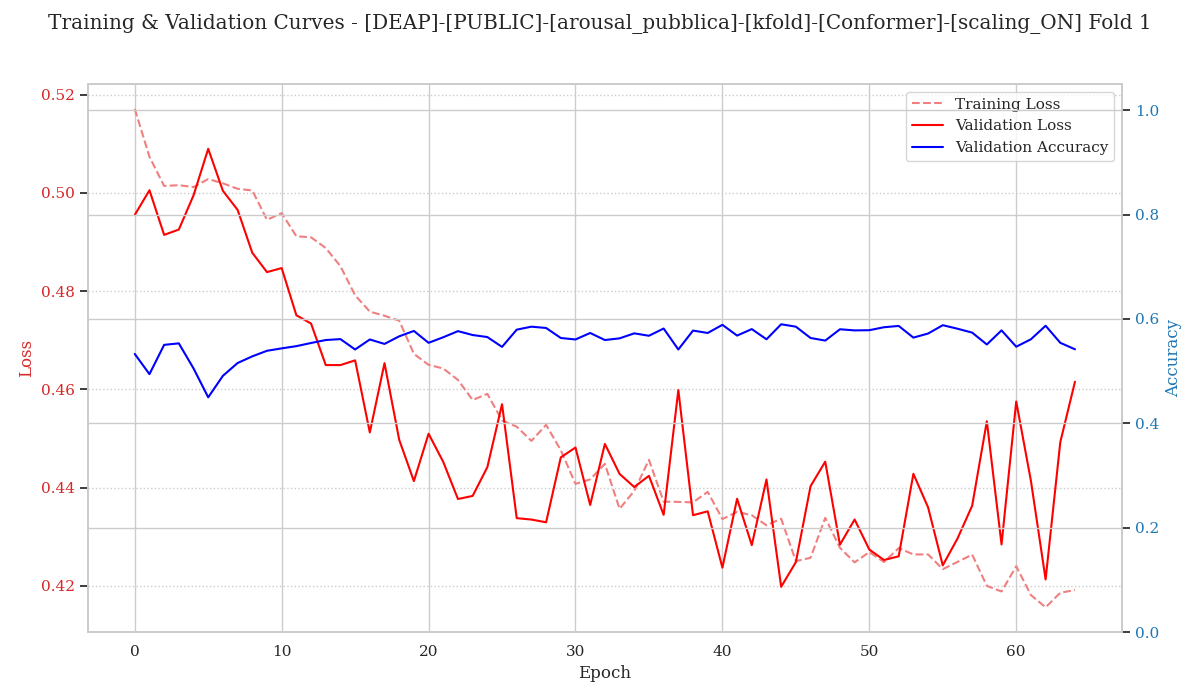 Training & Validation Curves - [DEAP]-[PUBLIC]-[arousal_pubblica]-[kfold]-[Conformer]-[scaling_ON] Fold 1
Training Loss
Validation Loss
Validation Accuracy
0.52
0.50
0.48
0.46
0.44
0.42
Loss
1.0
0.8
0.6
0.4
0.2
0.0
Accuracy
0 10 20 30 40 50 60
Epoch